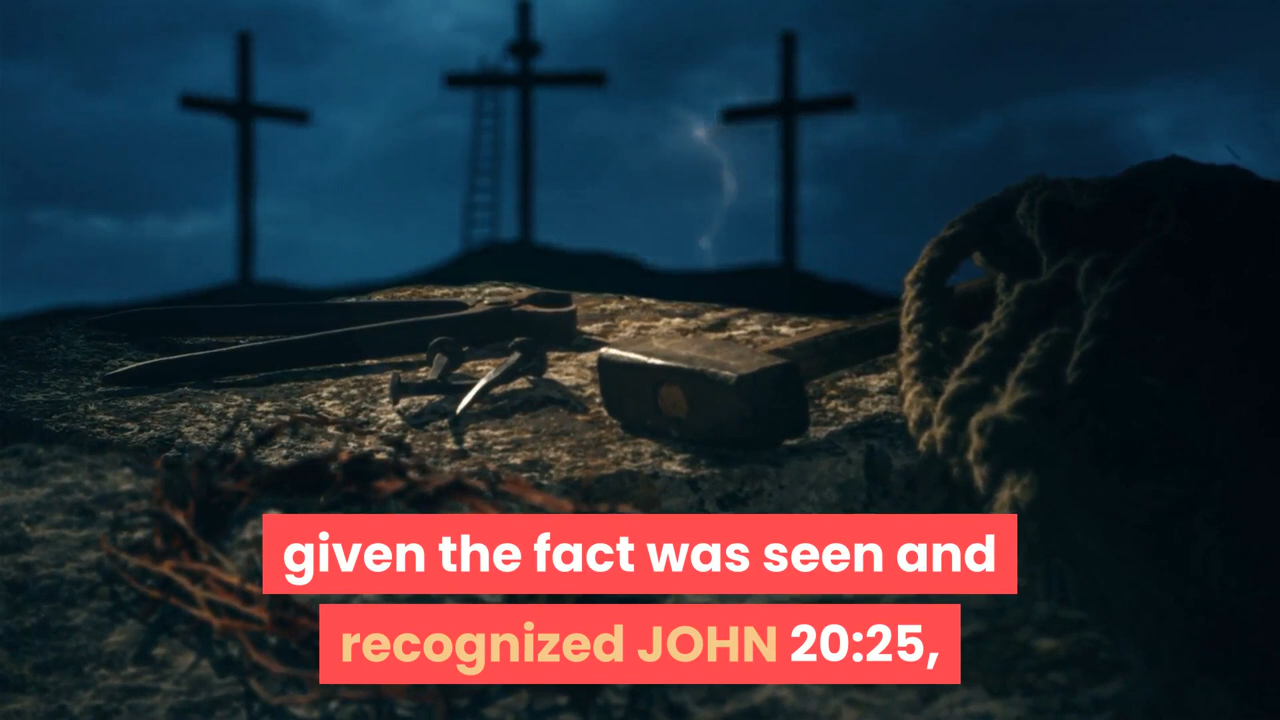 given the fact was seen and
recognized JOHN 20:25,